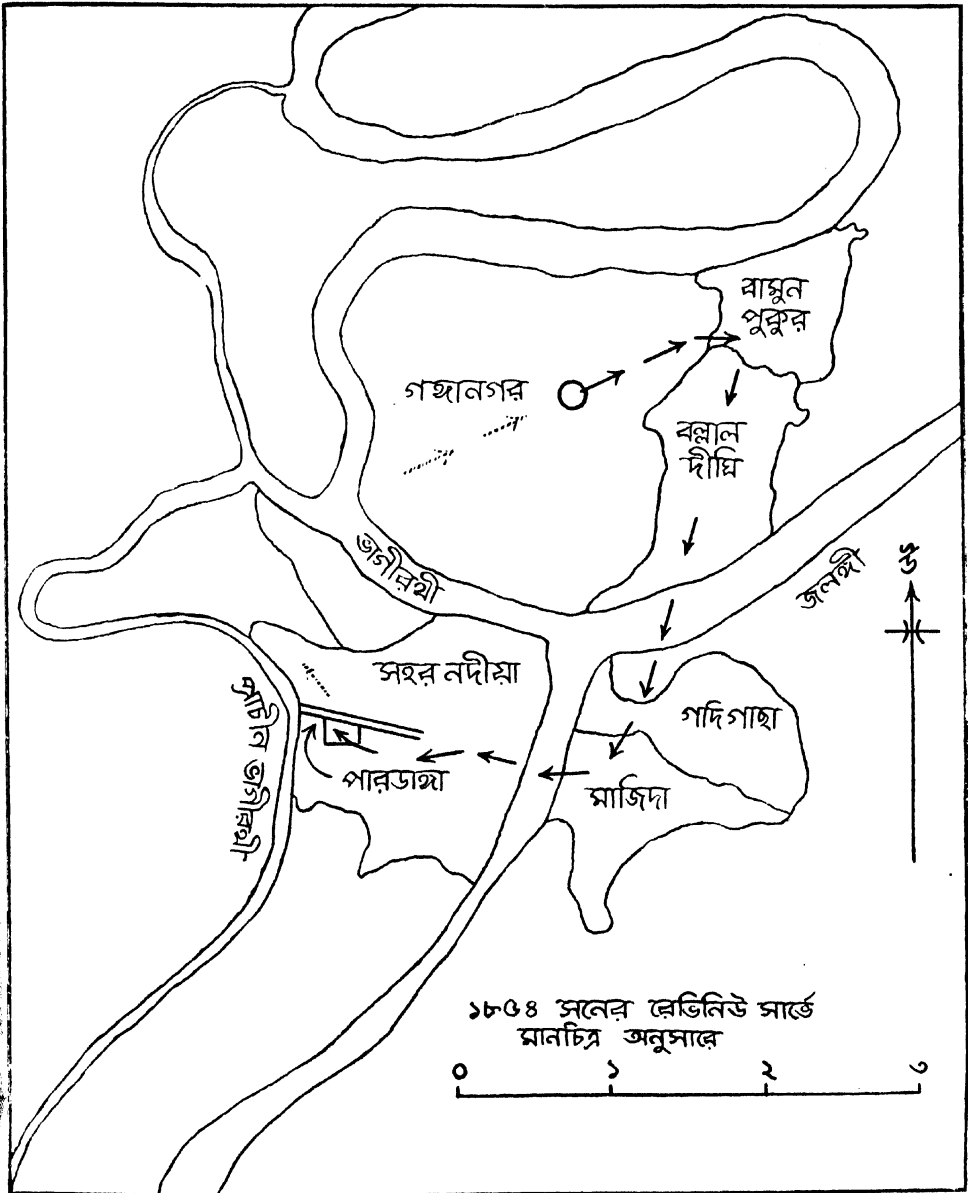 বামুন
পুকুর
গঙ্গানগর
বল্লাল
দীঘি
ভাগীরথী
জলঙ্গী
উঃ
সহর নদীয়া
গদিগাছা
প্রাচীন ভাগীরথী
পারডাঙ্গা
মাজিদা
১৮৫৪ সনের রেভিনিউ সার্ভে
মানচিত্র অনুসারে
০ ১ ২ ৩